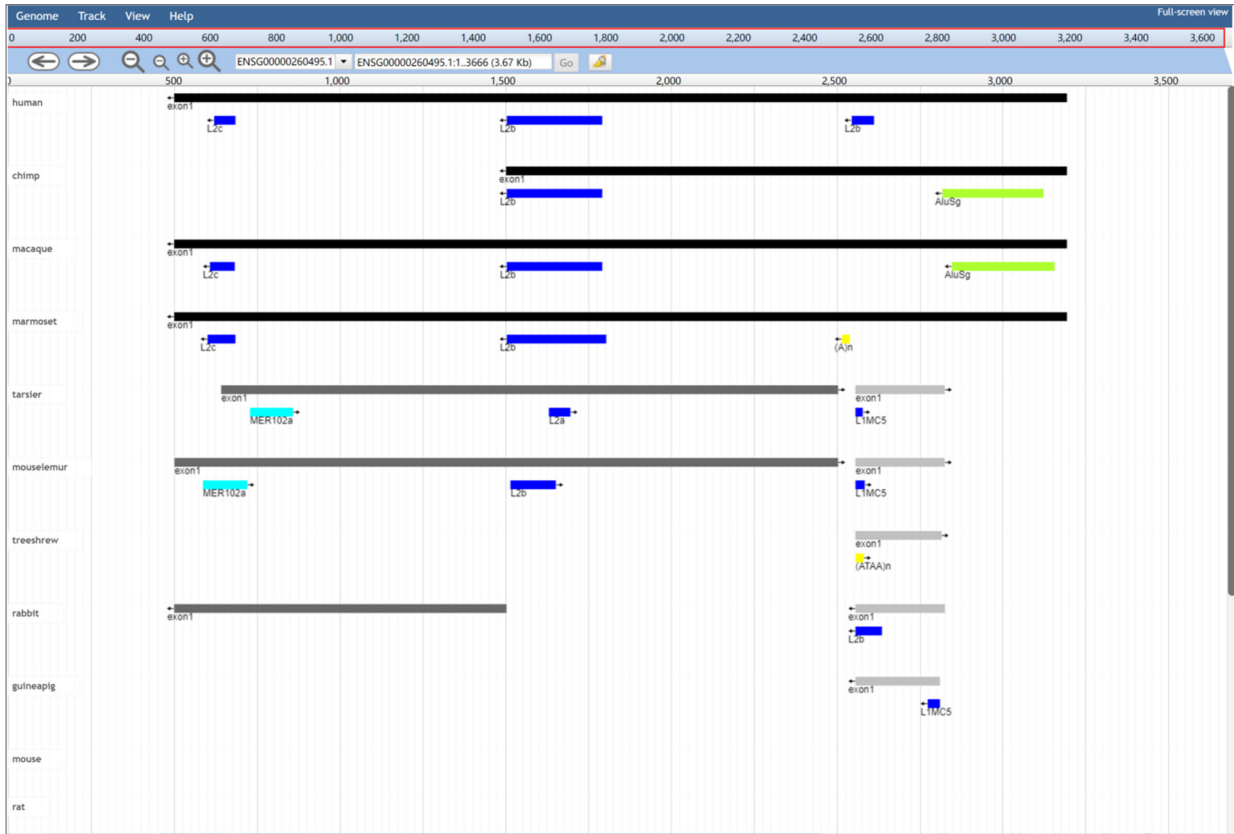 Genome Track View Help Full-screen view
0 200 400 600 800 1,000 1,200 1,400 1,600 1,800 2,000 2,200 2,400 2,600 2,800 3,000 3,200 3,400 3,600
ENSG00000260495.1 ENSG00000260495.1:1..3666 (3.67 Kb) Go
500 1,000 1,500 2,000 2,500 3,000 3,500
human
exon1
L2c L2b L2b
chimp
exon1
L2b AluSg
macaque
exon1
L2c L2b AluSg
marmoset
exon1
L2c L2b (A)n
tarsier
exon1 exon1
MER102a L2a L1MC5
mouselemur
exon1 exon1
MER102a L2b L1MC5
treeshrew
exon1
(ATAA)n
rabbit
exon1 exon1
L2b
guineapig
exon1
L1MC5
mouse
rat